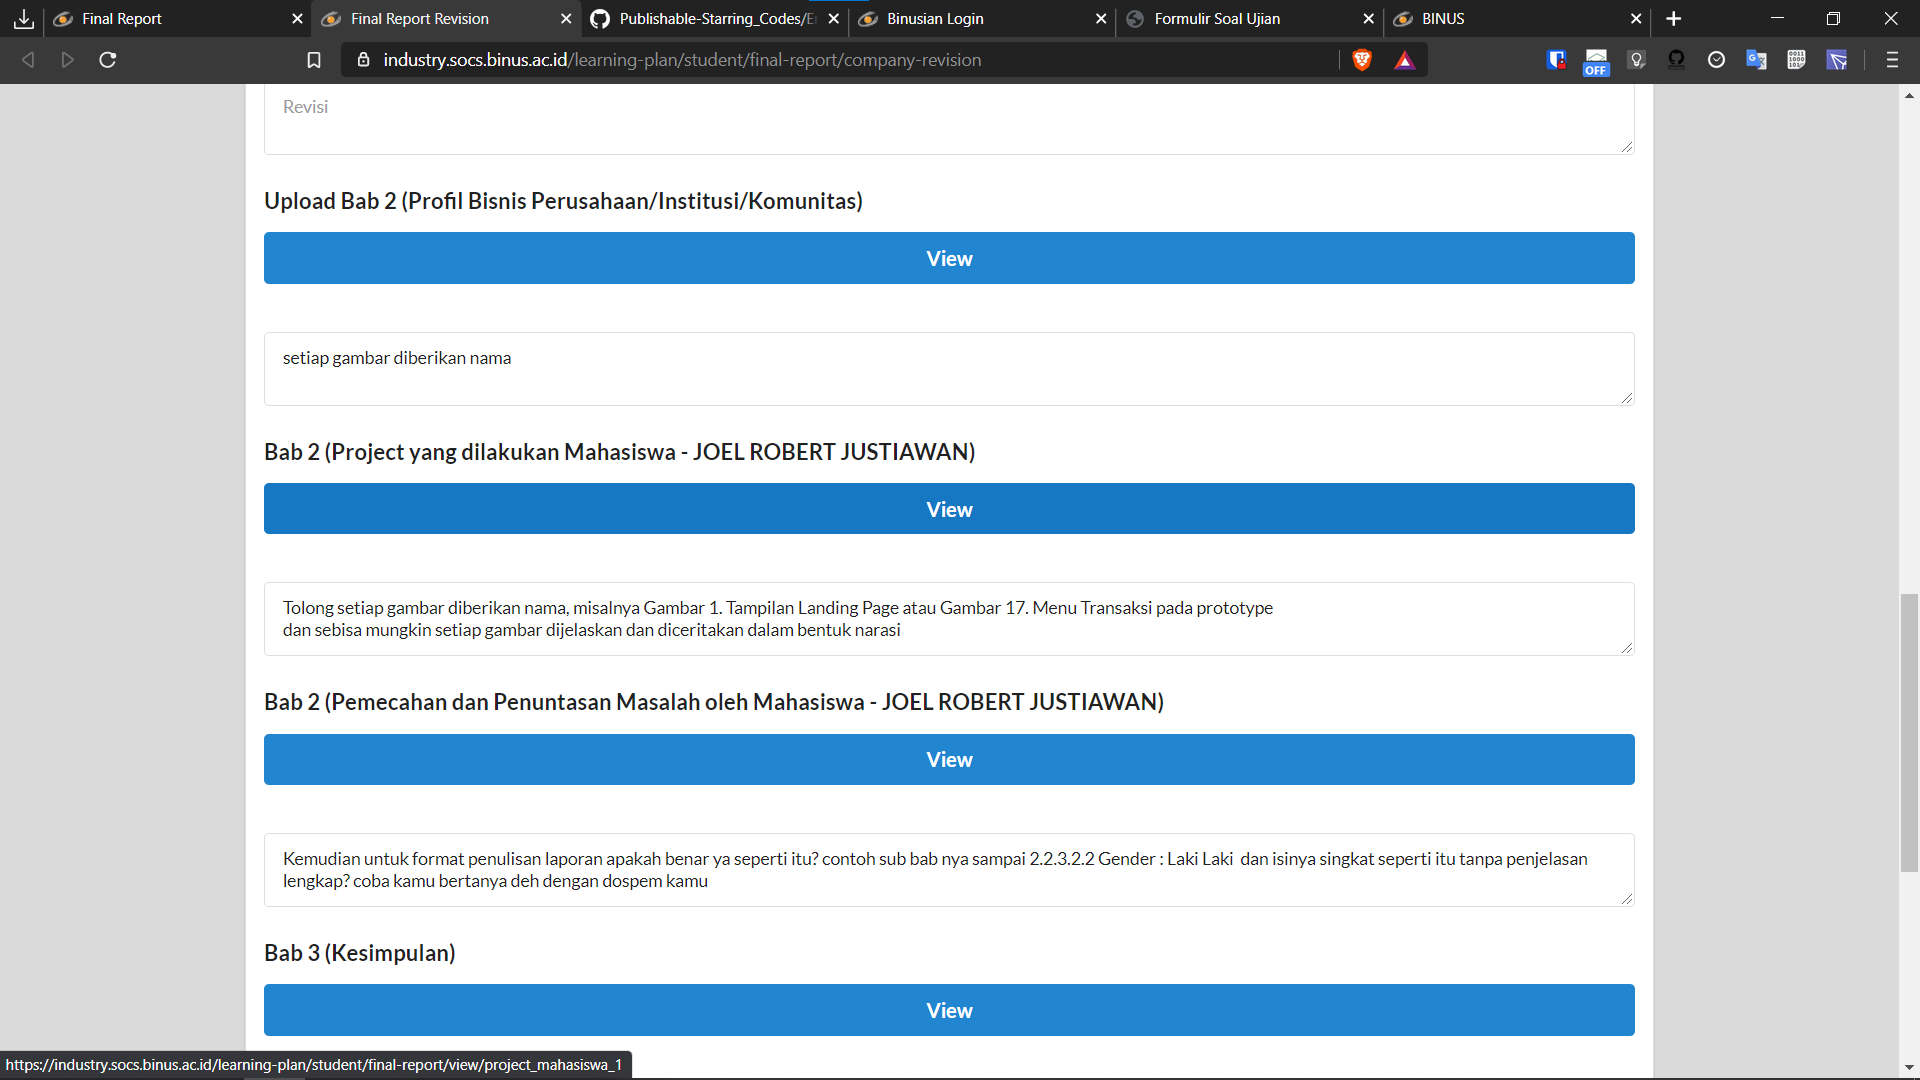 Final Report
Final Report Revision
Publishable-Starring_Codes/E
Binusian Login
Formulir Soal Ujian
BINUS
industry.socs.binus.ac.id/learning-plan/student/final-report/company-revision
OFF
Revisi
Upload Bab 2 (Profil Bisnis Perusahaan/Institusi/Komunitas)
View
setiap gambar diberikan nama
Bab 2 (Project yang dilakukan Mahasiswa - JOEL ROBERT JUSTIAWAN)
View
Tolong setiap gambar diberikan nama, misalnya Gambar 1. Tampilan Landing Page atau Gambar 17. Menu Transaksi pada prototype
dan sebisa mungkin setiap gambar dijelaskan dan diceritakan dalam bentuk narasi
Bab 2 (Pemecahan dan Penuntasan Masalah oleh Mahasiswa - JOEL ROBERT JUSTIAWAN)
View
Kemudian untuk format penulisan laporan apakah benar ya seperti itu? contoh sub bab nya sampai 2.2.3.2.2 Gender : Laki Laki  dan isinya singkat seperti itu tanpa penjelasan
lengkap? coba kamu bertanya deh dengan dospem kamu
Bab 3 (Kesimpulan)
View
https://industry.socs.binus.ac.id/learning-plan/student/final-report/view/project_mahasiswa_1